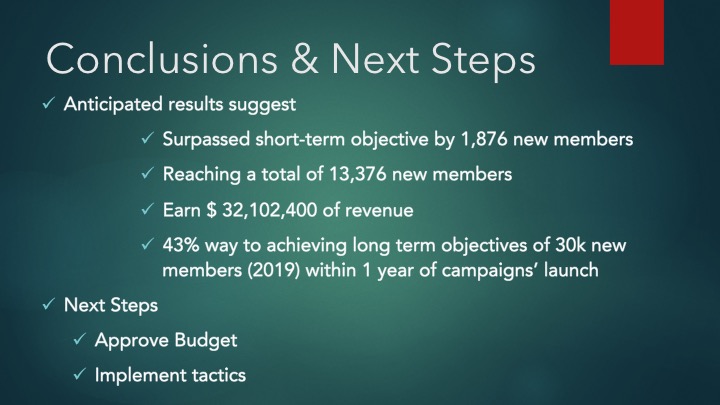 Conclusions & Next Steps
Anticipated results suggest
Surpassed short-term objective by 1,876 new members
Reaching a total of 13,376 new members
Earn $ 32,102,400 of revenue
43% way to achieving long term objectives of 30k new
members (2019) within 1 year of campaigns’ launch
Next Steps
Approve Budget
Implement tactics